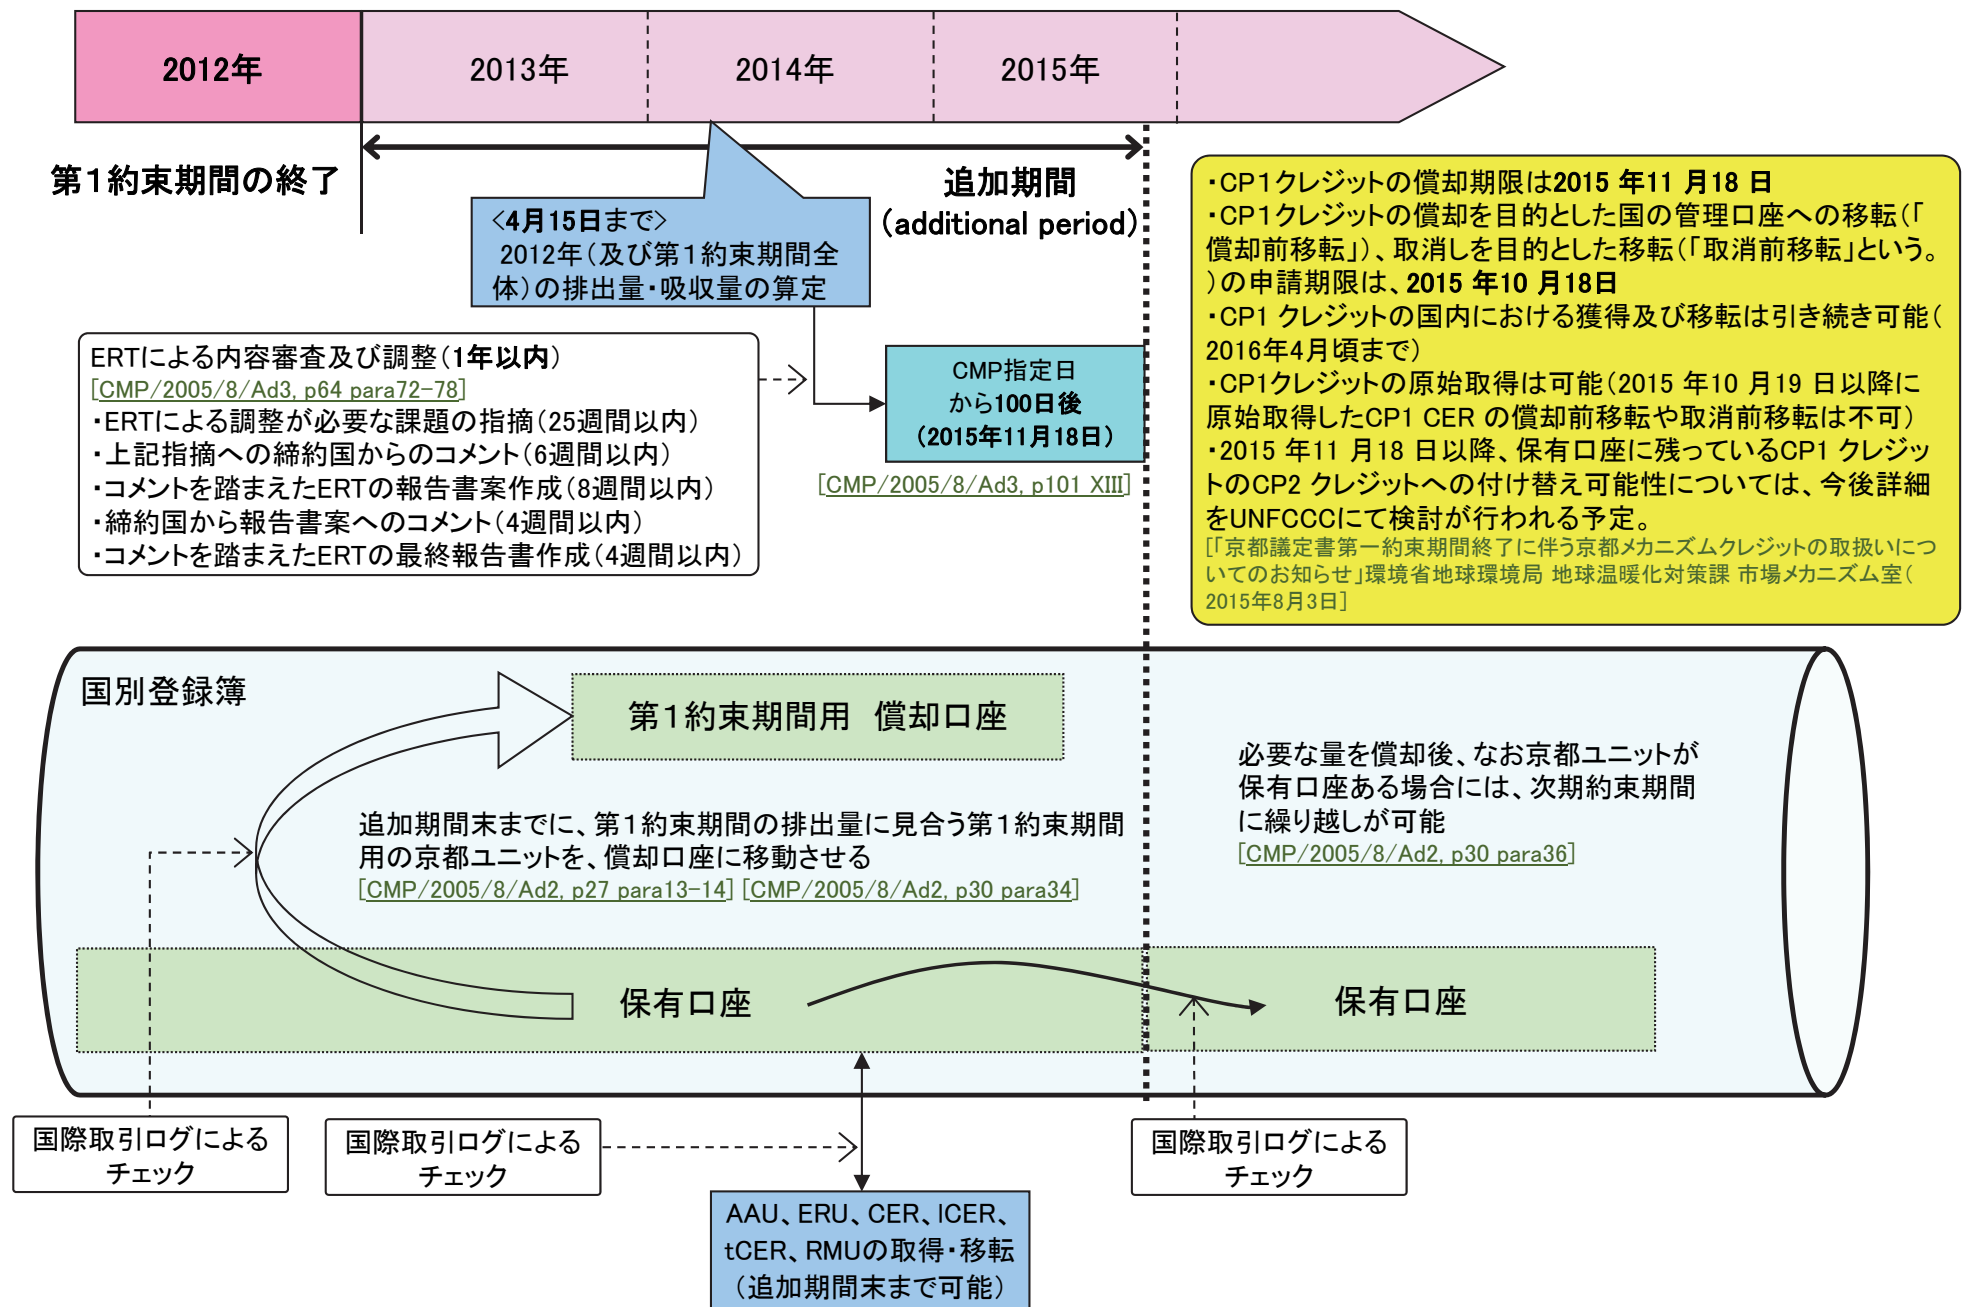 2012年
2013年
2014年
2015年
第1約束期間の終了
追加期間
(additional period)
<4月15日まで>
2012年(及び第1約束期間全
体)の排出量・吸収量の算定
・CP1クレジットの償却期限は2015 年11 月18 日
・CP1クレジットの償却を目的とした国の管理口座への移転(「
償却前移転」)、取消しを目的とした移転(「取消前移転」という。
)の申請期限は、2015 年10 月18日
・CP1 クレジットの国内における獲得及び移転は引き続き可能(
2016年4月頃まで)
・CP1クレジットの原始取得は可能(2015 年10 月19 日以降に
原始取得したCP1 CER の償却前移転や取消前移転は不可)
・2015 年11 月18 日以降、保有口座に残っているCP1 クレジッ
トのCP2 クレジットへの付け替え可能性については、今後詳細
をUNFCCCにて検討が行われる予定。
[「京都議定書第一約束期間終了に伴う京都メカニズムクレジットの取扱いにつ
いてのお知らせ」環境省地球環境局 地球温暖化対策課 市場メカニズム室(
2015年8月3日]
ERTによる内容審査及び調整(1年以内)
[CMP/2005/8/Ad3, p64 para72-78]
・ERTによる調整が必要な課題の指摘(25週間以内)
・上記指摘への締約国からのコメント(6週間以内)
・コメントを踏まえたERTの報告書案作成(8週間以内)
・締約国から報告書案へのコメント(4週間以内)
・コメントを踏まえたERTの最終報告書作成(4週間以内)
CMP指定日
から100日後
(2015年11月18日)
[CMP/2005/8/Ad3, p101 XIII]
国別登録簿
第1約束期間用 償却口座
追加期間末までに、第1約束期間の排出量に見合う第1約束期間
用の京都ユニットを、償却口座に移動させる
[CMP/2005/8/Ad2, p27 para13-14] [CMP/2005/8/Ad2, p30 para34]
必要な量を償却後、なお京都ユニットが
保有口座ある場合には、次期約束期間
に繰り越しが可能
[CMP/2005/8/Ad2, p30 para36]
保有口座
保有口座
国際取引ログによる
チェック
国際取引ログによる
チェック
国際取引ログによる
チェック
AAU、ERU、CER、lCER、
tCER、RMUの取得・移転
(追加期間末まで可能)